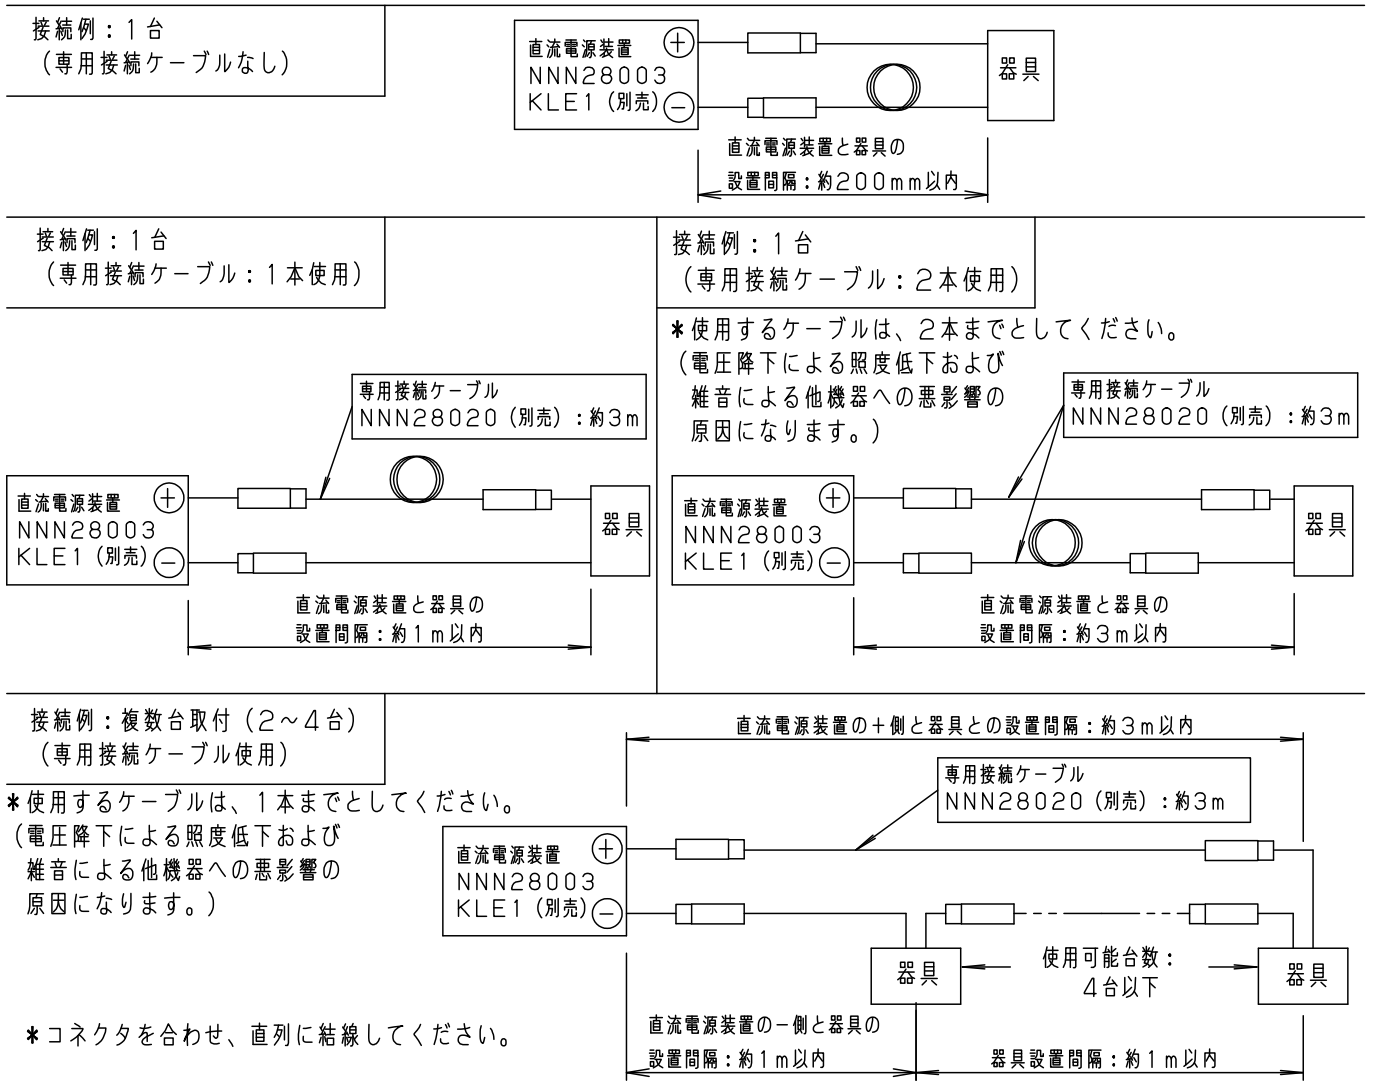 接続例：1台
（専用接続ケーブルなし）
直流電源装置
NNN28003
KLE1（別売）
＋
－
器具
直流電源装置と器具の
設置間隔：約200mm以内
接続例：1台
（専用接続ケーブル：1本使用）
専用接続ケーブル
NNN28020（別売）：約3m
直流電源装置
NNN28003
KLE1（別売）
＋
－
器具
直流電源装置と器具の
設置間隔：約1m以内
接続例：1台
（専用接続ケーブル：2本使用）
＊使用するケーブルは、2本までとしてください。
（電圧降下による照度低下および
雑音による他機器への悪影響の
原因になります。）
専用接続ケーブル
NNN28020（別売）：約3m
直流電源装置
NNN28003
KLE1（別売）
＋
－
器具
直流電源装置と器具の
設置間隔：約3m以内
接続例：複数台取付（2～4台）
（専用接続ケーブル使用）
＊使用するケーブルは、1本までとしてください。
（電圧降下による照度低下および
雑音による他機器への悪影響の
原因になります。）
直流電源装置の＋側と器具との設置間隔：約3m以内
専用接続ケーブル
NNN28020（別売）：約3m
直流電源装置
NNN28003
KLE1（別売）
＋
－
器具
使用可能台数：
4台以下
器具
直流電源装置の－側と器具の
設置間隔：約1m以内
器具設置間隔：約1m以内
＊コネクタを合わせ、直列に結線してください。